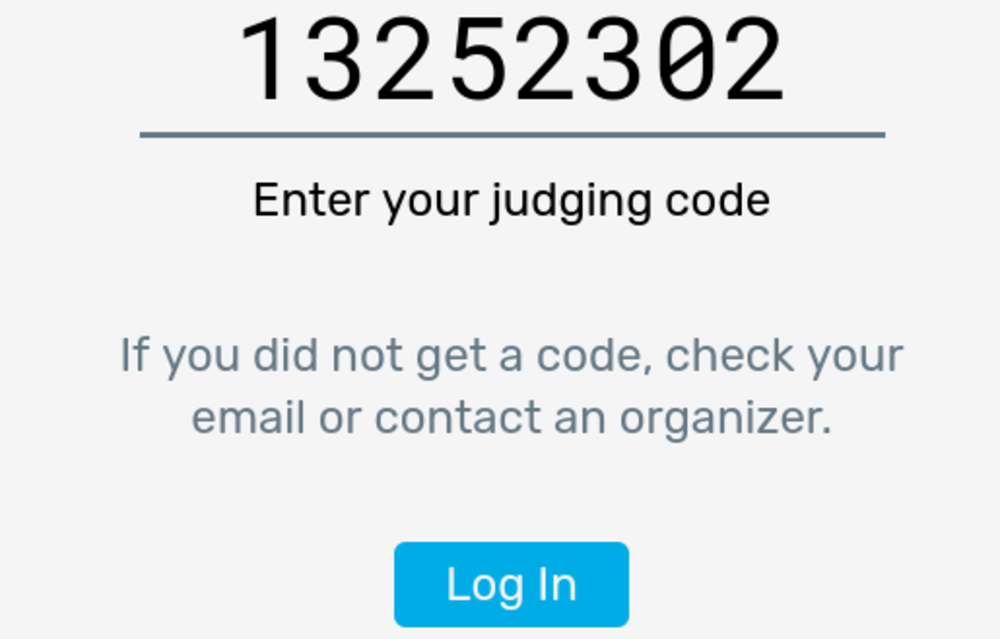 13252302
Enter your judging code
If you did not get a code, check your
email or contact an organizer.
Log In